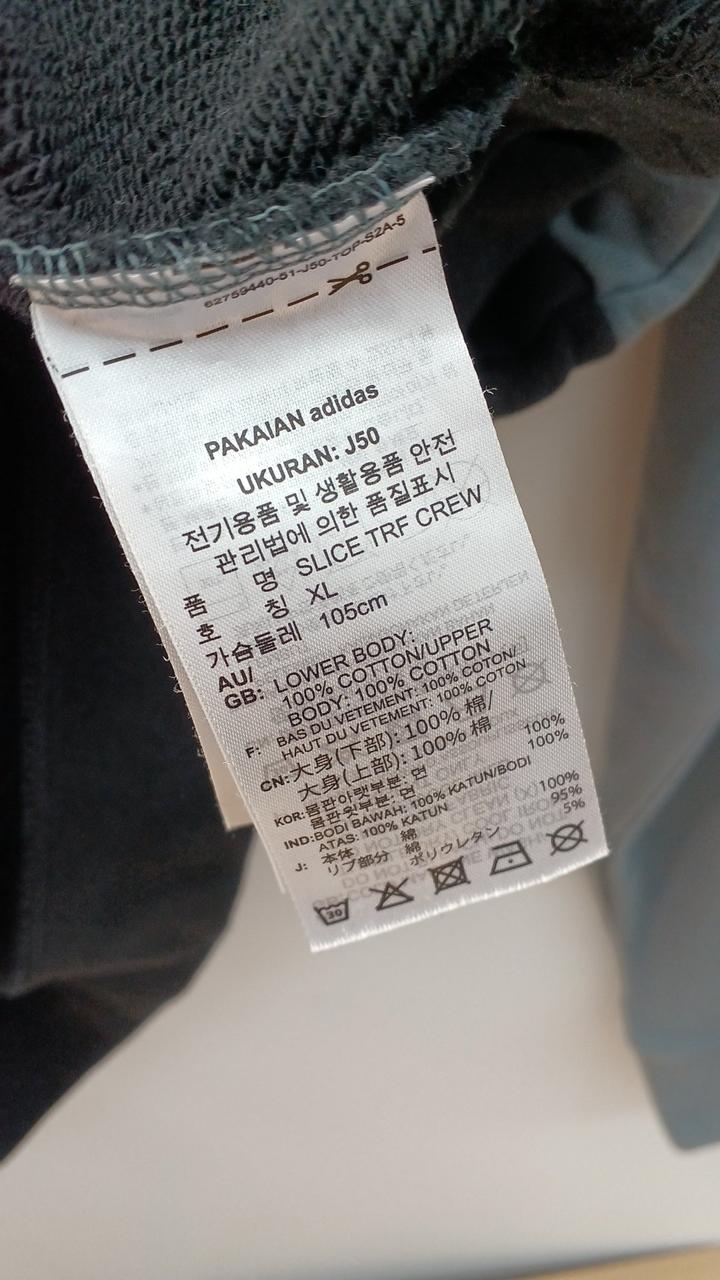 62759440-51-J50-TOP-S2A-5
PAKAIAN adidas
UKURAN: J50
전기용품 및 생활용품 안전
관리법에 의한 품질표시
품 명 SLICE TRF CREW
호 칭 XL
가슴둘레 105cm
AU/
GB: LOWER BODY:
100% COTTON/UPPER
BODY: 100% COTTON
F: BAS DU VETEMENT: 100% COTON/
HAUT DU VETEMENT: 100% COTON
CN: 大身(下部): 100% 棉/
大身(上部): 100% 棉
KOR: 몸판아랫부분: 면 100%
몸판윗부분: 면 100%
IND: BODI BAWAH: 100% KATUN/BODI
ATAS: 100% KATUN
J: 本体 綿 100%
リブ部分 綿 95%
ポリウレタン 5%
30